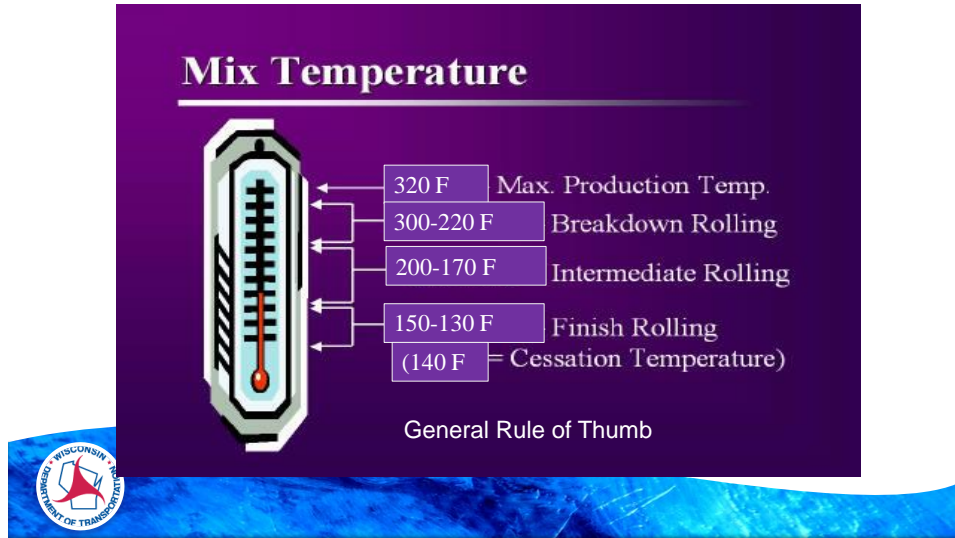 Mix Temperature
320 F Max. Production Temp.
300-220 F Breakdown Rolling
200-170 F Intermediate Rolling
150-130 F Finish Rolling
(140 F = Cessation Temperature)
General Rule of Thumb
WISCONSIN
DEPARTMENT OF TRANSPORTATION